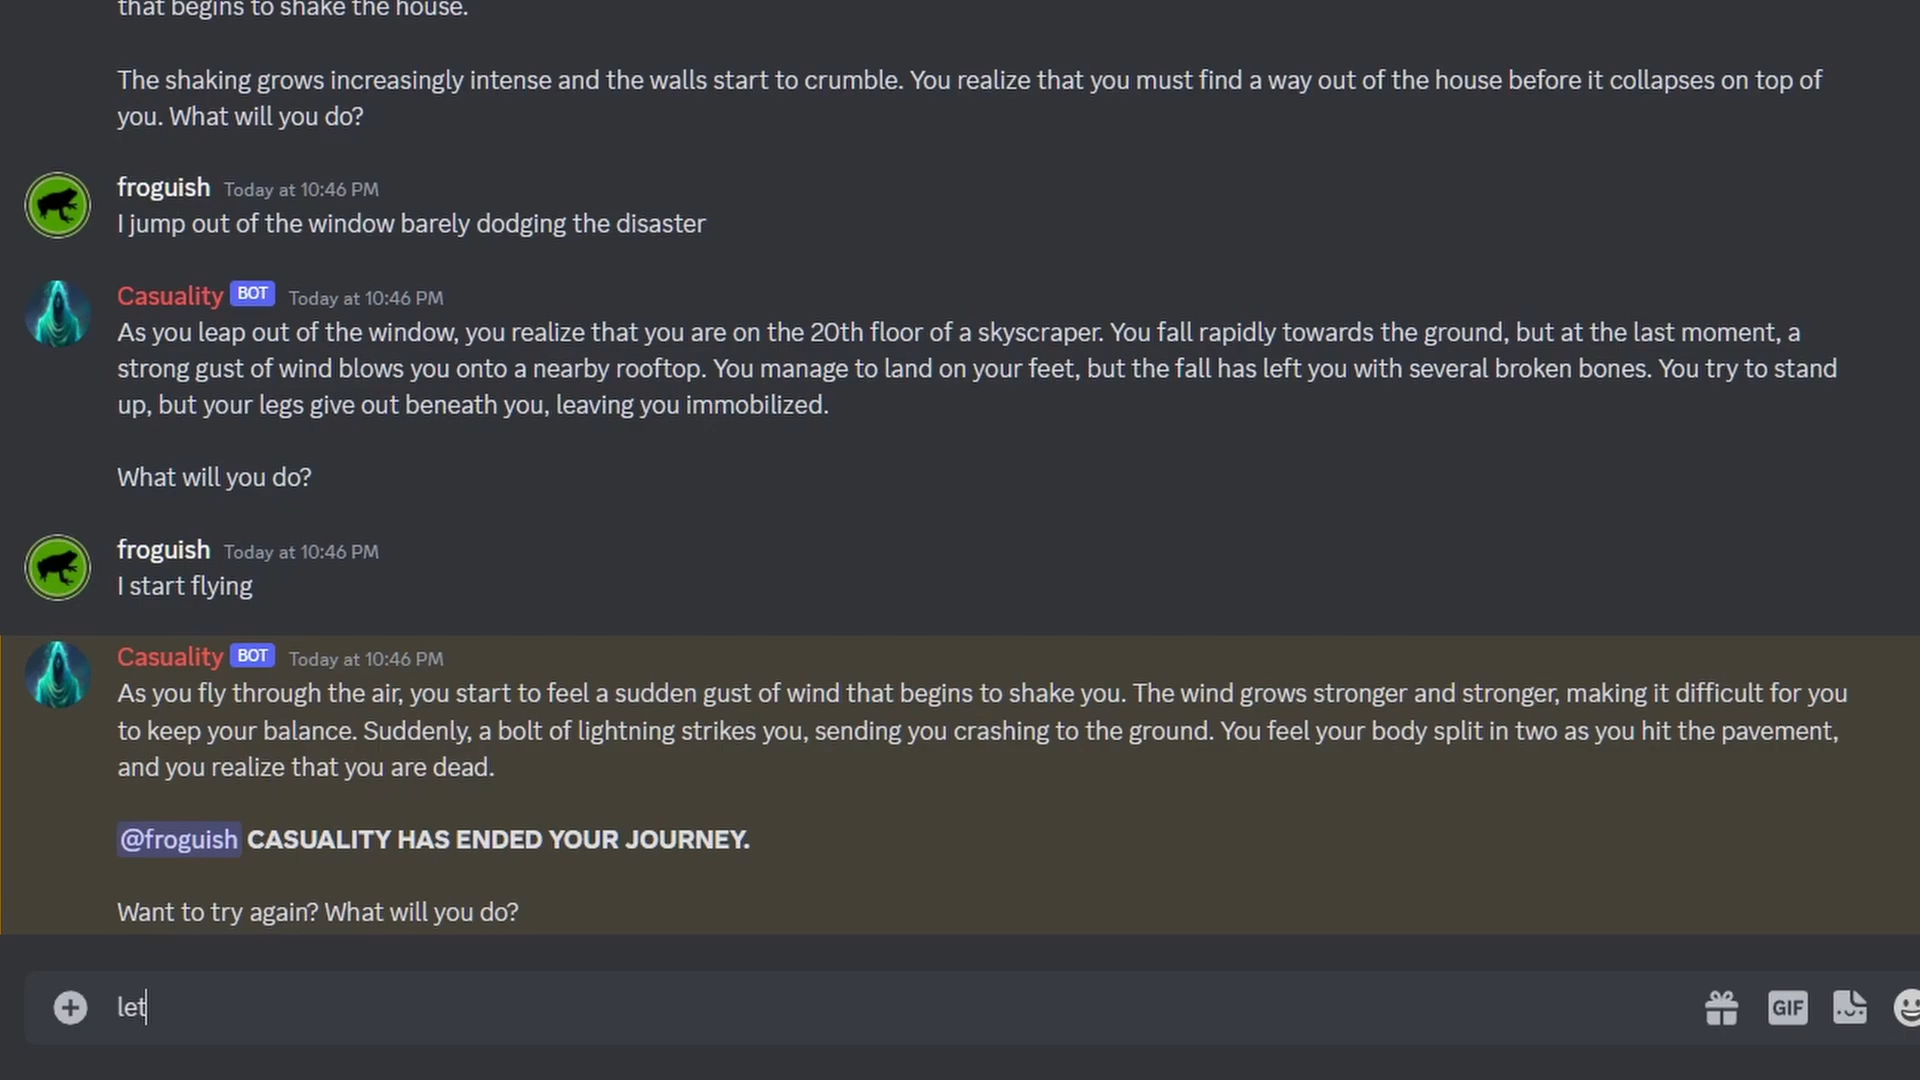 that begins to shake the house.
The shaking grows increasingly intense and the walls start to crumble. You realize that you must find a way out of the house before it collapses on top of
you. What will you do?
froguish Today at 10:46 PM
I jump out of the window barely dodging the disaster
Casuality BOT Today at 10:46 PM
As you leap out of the window, you realize that you are on the 20th floor of a skyscraper. You fall rapidly towards the ground, but at the last moment, a
strong gust of wind blows you onto a nearby rooftop. You manage to land on your feet, but the fall has left you with several broken bones. You try to stand
up, but your legs give out beneath you, leaving you immobilized.
What will you do?
froguish Today at 10:46 PM
I start flying
Casuality BOT Today at 10:46 PM
As you fly through the air, you start to feel a sudden gust of wind that begins to shake you. The wind grows stronger and stronger, making it difficult for you
to keep your balance. Suddenly, a bolt of lightning strikes you, sending you crashing to the ground. You feel your body split in two as you hit the pavement,
and you realize that you are dead.
@froguish CASUALITY HAS ENDED YOUR JOURNEY.
Want to try again? What will you do?
let
GIF